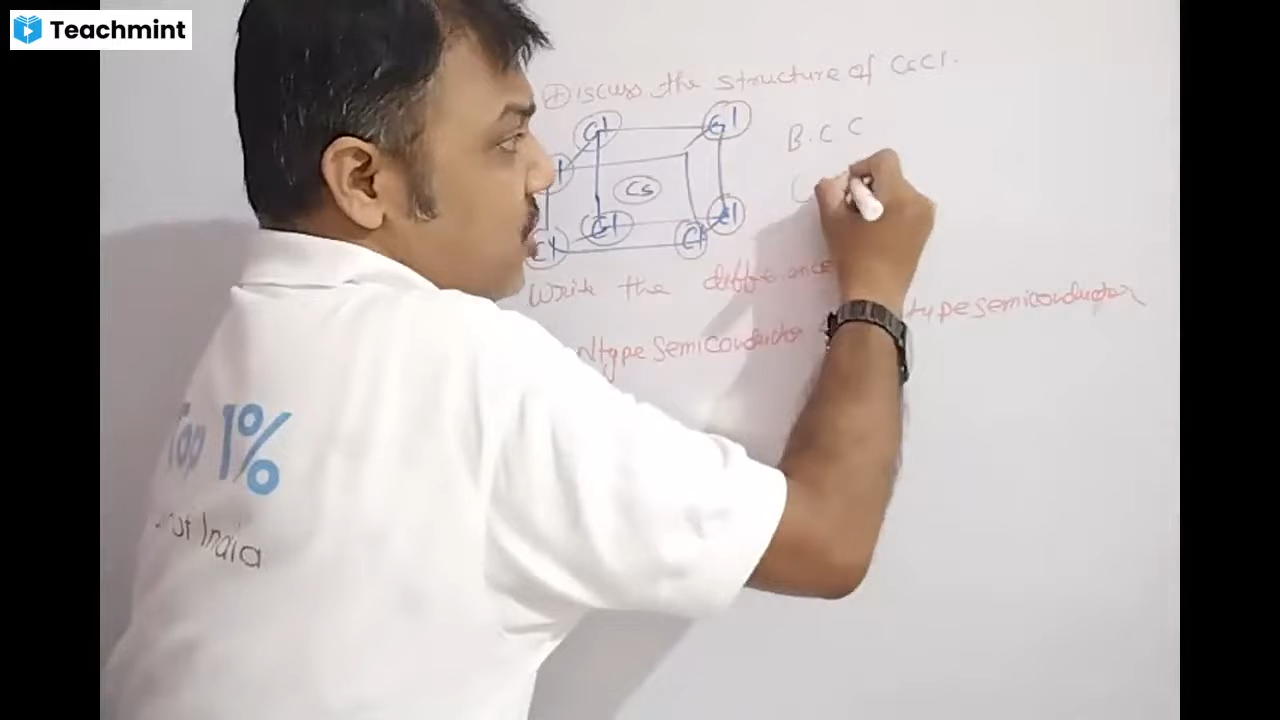 Teachmint
Discuss the structure of CsCl.
Cl Cl
B.C C
Cs
Cl Cl
Cl Cl
Write the difference
N type semiconductor type semiconductor
Top 1%
India